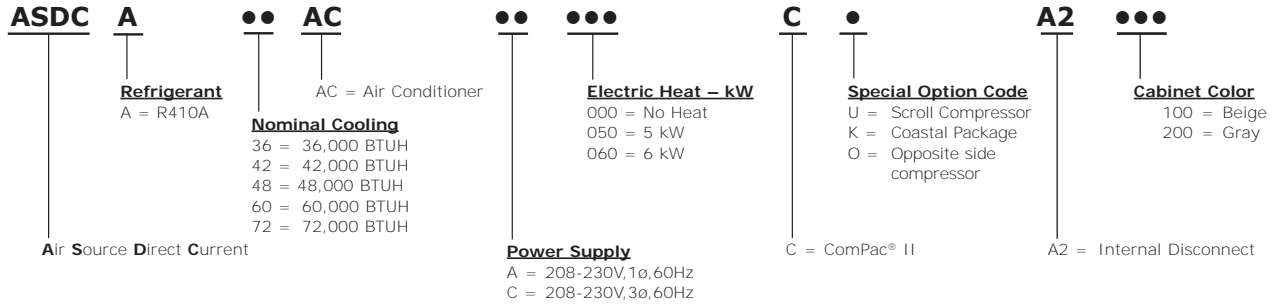 ASDC A •• AC •• ••• C • A2 •••
Refrigerant
A = R410A
AC = Air Conditioner
Nominal Cooling
36 = 36,000 BTUH
42 = 42,000 BTUH
48 = 48,000 BTUH
60 = 60,000 BTUH
72 = 72,000 BTUH
Electric Heat – kW
000 = No Heat
050 = 5 kW
060 = 6 kW
Special Option Code
U = Scroll Compressor
K = Coastal Package
O = Opposite side
compressor
Cabinet Color
100 = Beige
200 = Gray
Air Source Direct Current
Power Supply
A = 208-230V,1ø,60Hz
C = 208-230V,3ø,60Hz
C = ComPac® II
A2 = Internal Disconnect